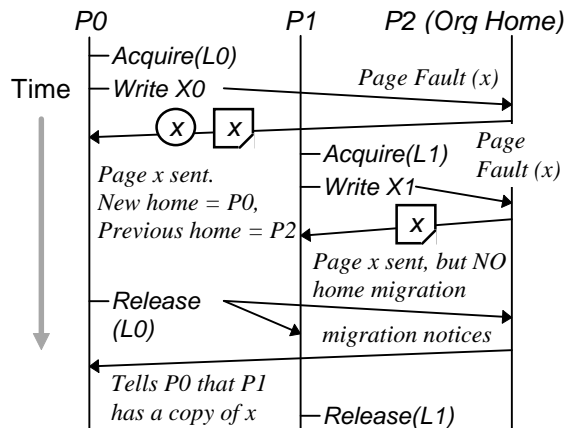 P0 P1 P2 (Org Home)
Acquire(L0)
Time
Write X0
Page Fault (x)
x x
Page
Fault (x)
Acquire(L1)
Page x sent.
New home = P0,
Previous home = P2
Write X1
x
Page x sent, but NO
home migration
Release
(L0)
migration notices
Tells P0 that P1
has a copy of x
Release(L1)